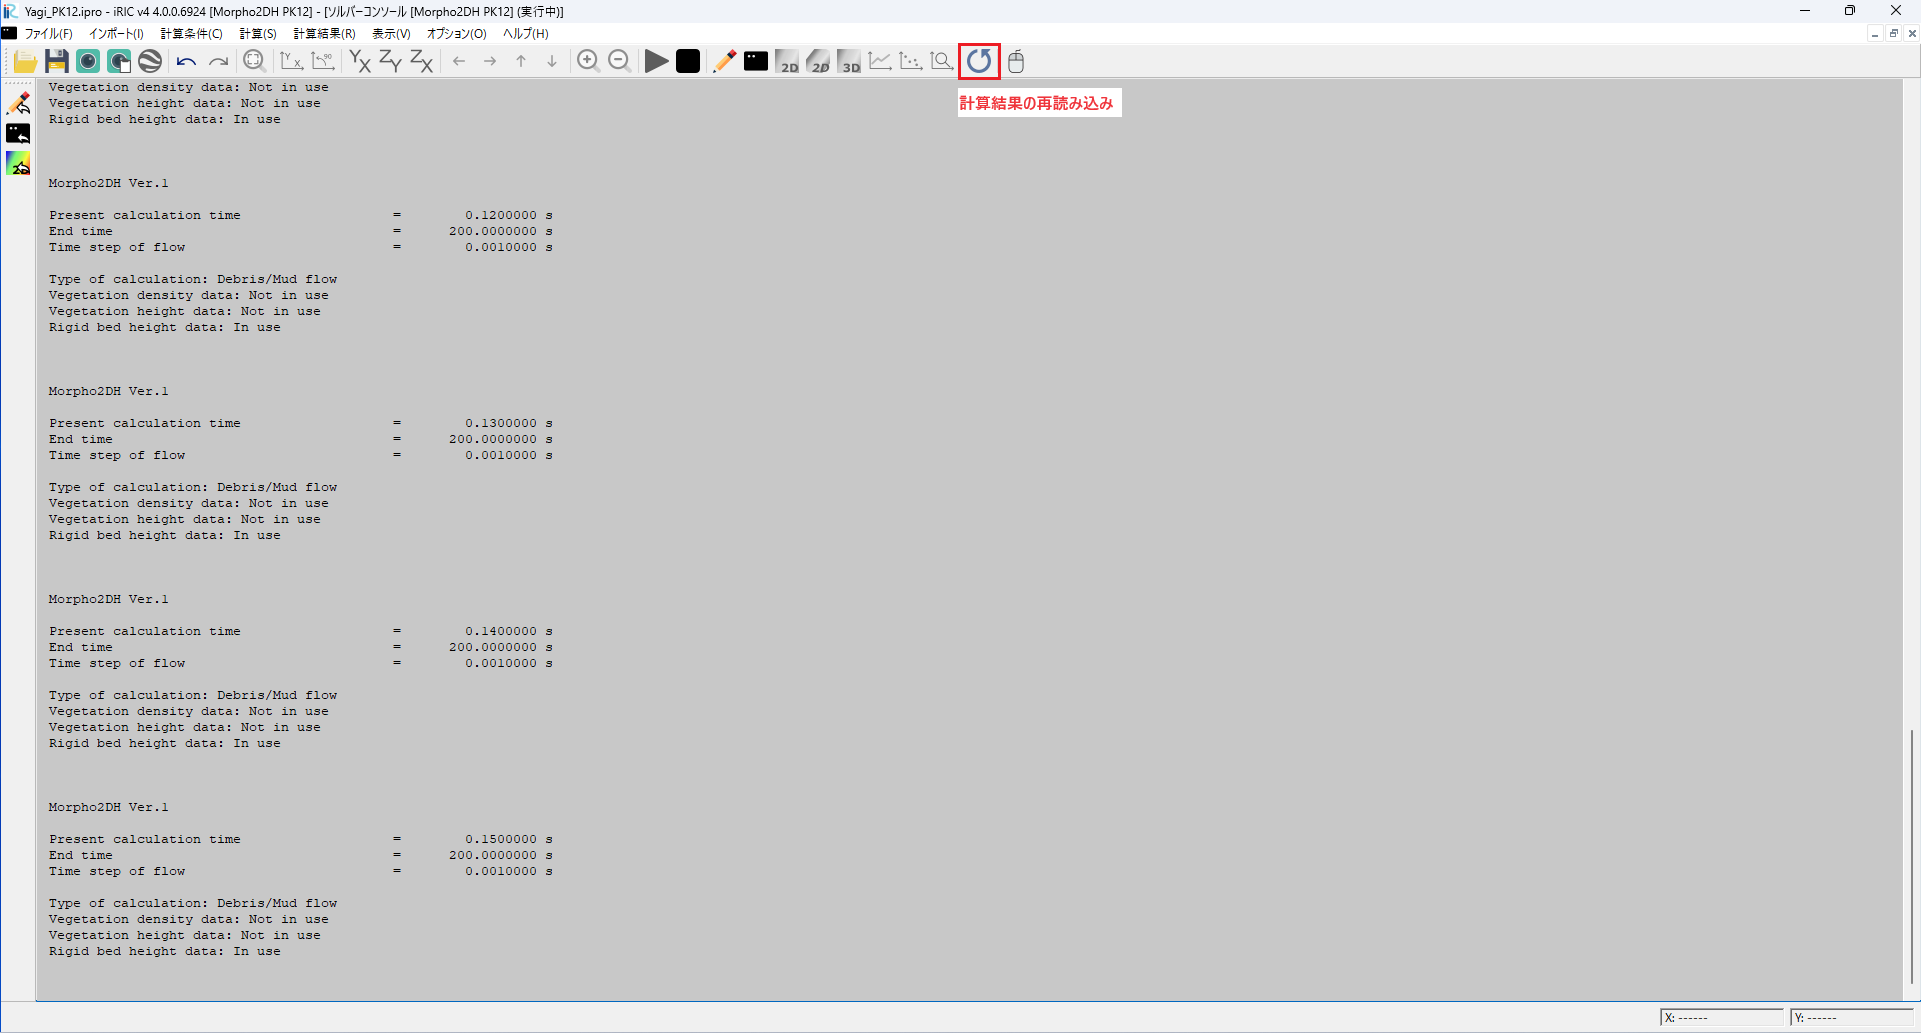 Yagi_PK12.ipro - iRIC v4 4.0.0.6924 [Morpho2DH PK12] - [ソルバーコンソール [Morpho2DH PK12] (実行中)]
ファイル(F) インポート(I) 計算条件(C) 計算(S) 計算結果(R) 表示(V) オプション(O) ヘルプ(H)
2D 2D 3D
計算結果の再読み込み
Vegetation density data: Not in use
Vegetation height data: Not in use
Rigid bed height data: In use
Morpho2DH Ver.1
Present calculation time = 0.1200000 s
End time = 200.0000000 s
Time step of flow = 0.0010000 s
Type of calculation: Debris/Mud flow
Vegetation density data: Not in use
Vegetation height data: Not in use
Rigid bed height data: In use
Morpho2DH Ver.1
Present calculation time = 0.1300000 s
End time = 200.0000000 s
Time step of flow = 0.0010000 s
Type of calculation: Debris/Mud flow
Vegetation density data: Not in use
Vegetation height data: Not in use
Rigid bed height data: In use
Morpho2DH Ver.1
Present calculation time = 0.1400000 s
End time = 200.0000000 s
Time step of flow = 0.0010000 s
Type of calculation: Debris/Mud flow
Vegetation density data: Not in use
Vegetation height data: Not in use
Rigid bed height data: In use
Morpho2DH Ver.1
Present calculation time = 0.1500000 s
End time = 200.0000000 s
Time step of flow = 0.0010000 s
Type of calculation: Debris/Mud flow
Vegetation density data: Not in use
Vegetation height data: Not in use
Rigid bed height data: In use
X: ------ Y: ------